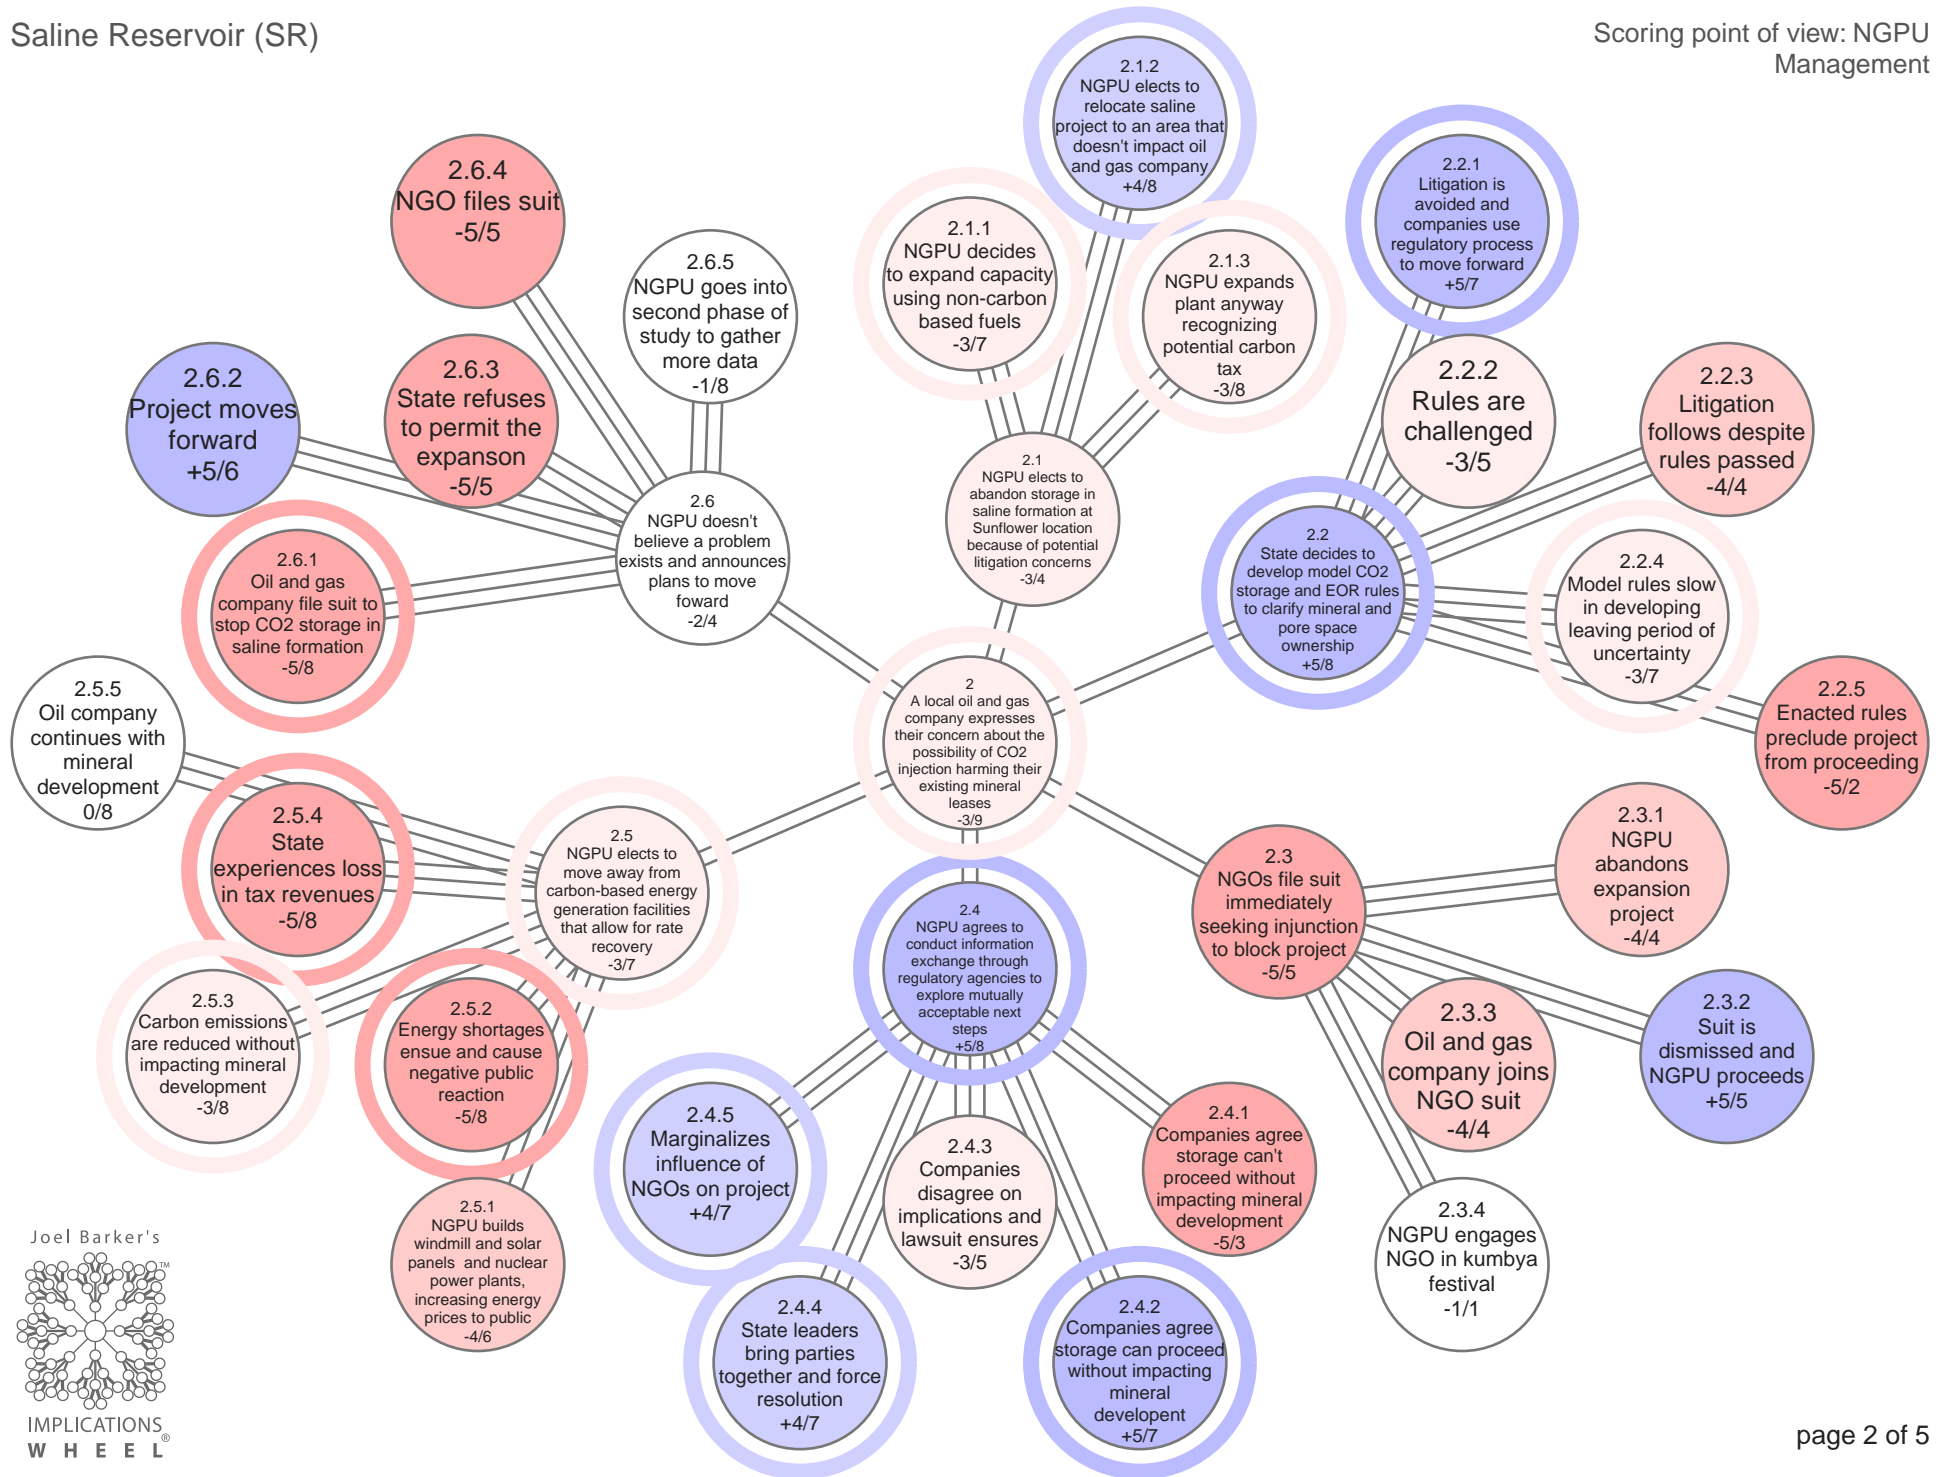 Saline Reservoir (SR)
Scoring point of view: NGPU
Management
2.1.2
NGPU elects to
relocate saline
project to an area that
doesn't impact oil
and gas company
+4/8
2.6.4
NGO files suit
-5/5
2.2.1
Litigation is
avoided and
companies use
regulatory process
to move forward
+5/7
2.1.1
NGPU decides
to expand capacity
using non-carbon
based fuels
-3/7
2.6.5
NGPU goes into
second phase of
study to gather
more data
-1/8
2.1.3
NGPU expands
plant anyway
recognizing
potential carbon
tax
-3/8
2.6.2
Project moves
forward
+5/6
2.6.3
State refuses
to permit the
expanson
-5/5
2.2.2
Rules are
challenged
-3/5
2.2.3
Litigation
follows despite
rules passed
-4/4
2.1
NGPU elects to
abandon storage in
saline formation at
Sunflower location
because of potential
litigation concerns
-3/4
2.6
NGPU doesn't
believe a problem
exists and announces
plans to move
foward
-2/4
2.2
State decides to
develop model CO2
storage and EOR rules
to clarify mineral and
pore space
ownership
+5/8
2.6.1
Oil and gas
company file suit to
stop CO2 storage in
saline formation
-5/8
2.2.4
Model rules slow
in developing
leaving period of
uncertainty
-3/7
2.5.5
Oil company
continues with
mineral
development
0/8
2
A local oil and gas
company expresses
their concern about the
possibility of CO2
injection harming their
existing mineral
leases
-3/9
2.2.5
Enacted rules
preclude project
from proceeding
-5/2
2.5.4
State
experiences loss
in tax revenues
-5/8
2.5
NGPU elects to
move away from
carbon-based energy
generation facilities
that allow for rate
recovery
-3/7
2.3.1
NGPU
abandons
expansion
project
-4/4
2.3
NGOs file suit
immediately
seeking injunction
to block project
-5/5
2.4
NGPU agrees to
conduct information
exchange through
regulatory agencies to
explore mutually
acceptable next
steps
+5/8
2.5.3
Carbon emissions
are reduced without
impacting mineral
development
-3/8
2.5.2
Energy shortages
ensue and cause
negative public
reaction
-5/8
2.3.3
Oil and gas
company joins
NGO suit
-4/4
2.3.2
Suit is
dismissed and
NGPU proceeds
+5/5
2.4.5
Marginalizes
influence of
NGOs on project
+4/7
2.4.3
Companies
disagree on
implications and
lawsuit ensures
-3/5
2.4.1
Companies agree
storage can't
proceed without
impacting mineral
development
-5/3
2.5.1
NGPU builds
windmill and solar
panels and nuclear
power plants,
increasing energy
prices to public
-4/6
2.3.4
NGPU engages
NGO in kumbya
festival
-1/1
2.4.4
State leaders
bring parties
together and force
resolution
+4/7
2.4.2
Companies agree
storage can proceed
without impacting
mineral
developent
+5/7
Joel Barker's
™
IMPLICATIONS
WHEEL®
page 2 of 5